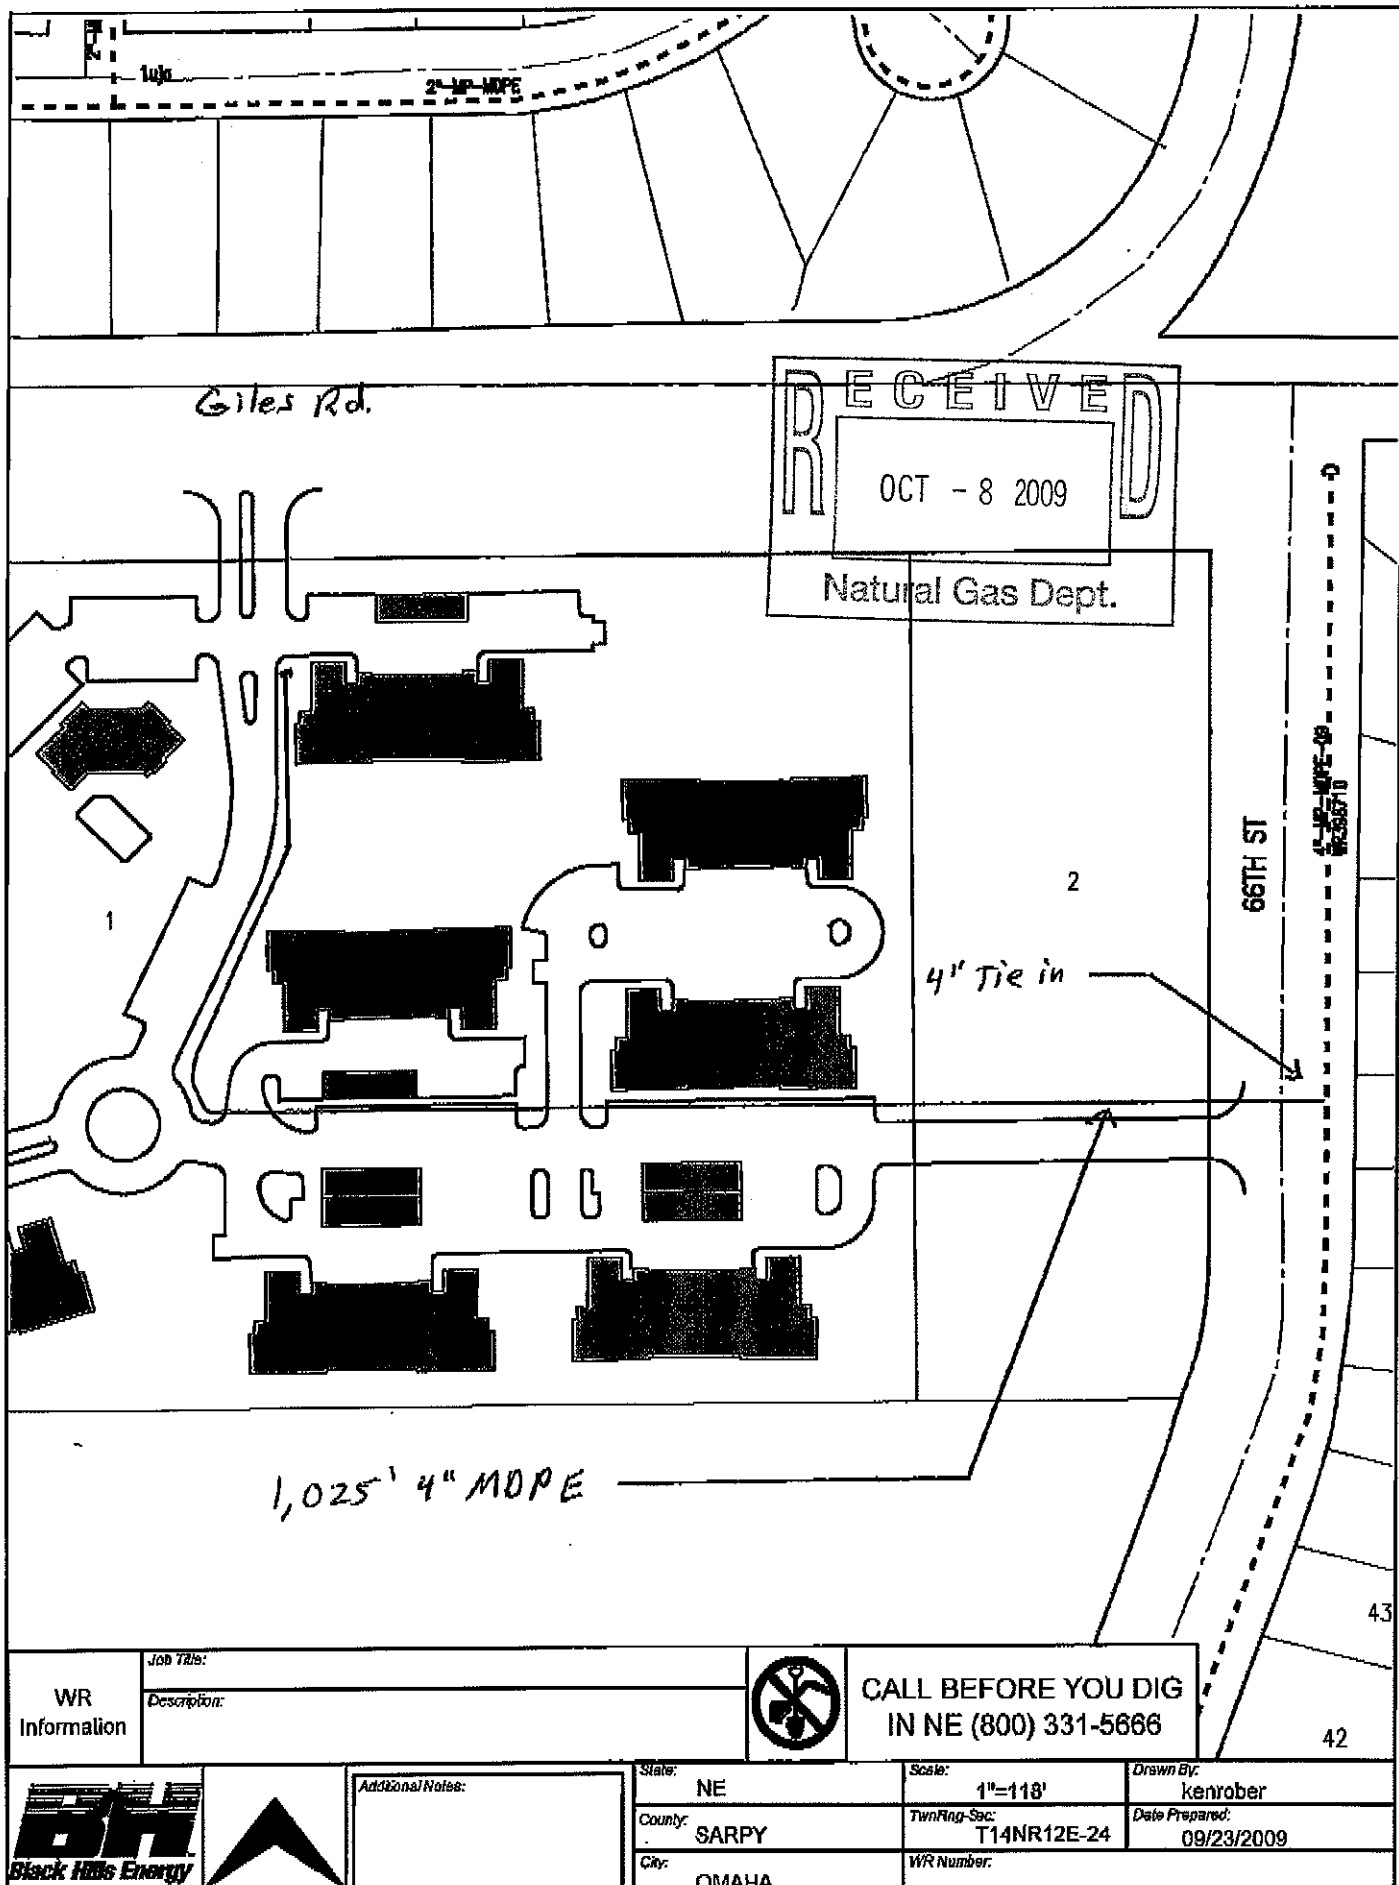 2"-MP-MDPE
Giles Rd.
RECEIVED
OCT - 8 2009
Natural Gas Dept.
1
2
66TH ST
4" Tie in
1,025' 4" MDPE
43
42
WR
Information
Job Title:
Description:
CALL BEFORE YOU DIG
IN NE (800) 331-5666
BH
Black Hills Energy
Additional Notes:
State:
NE
Scale:
1"=118'
Drawn By:
kenrober
County:
SARPY
TwnRng-Sec:
T14NR12E-24
Date Prepared:
09/23/2009
City:
OMAHA
WR Number: